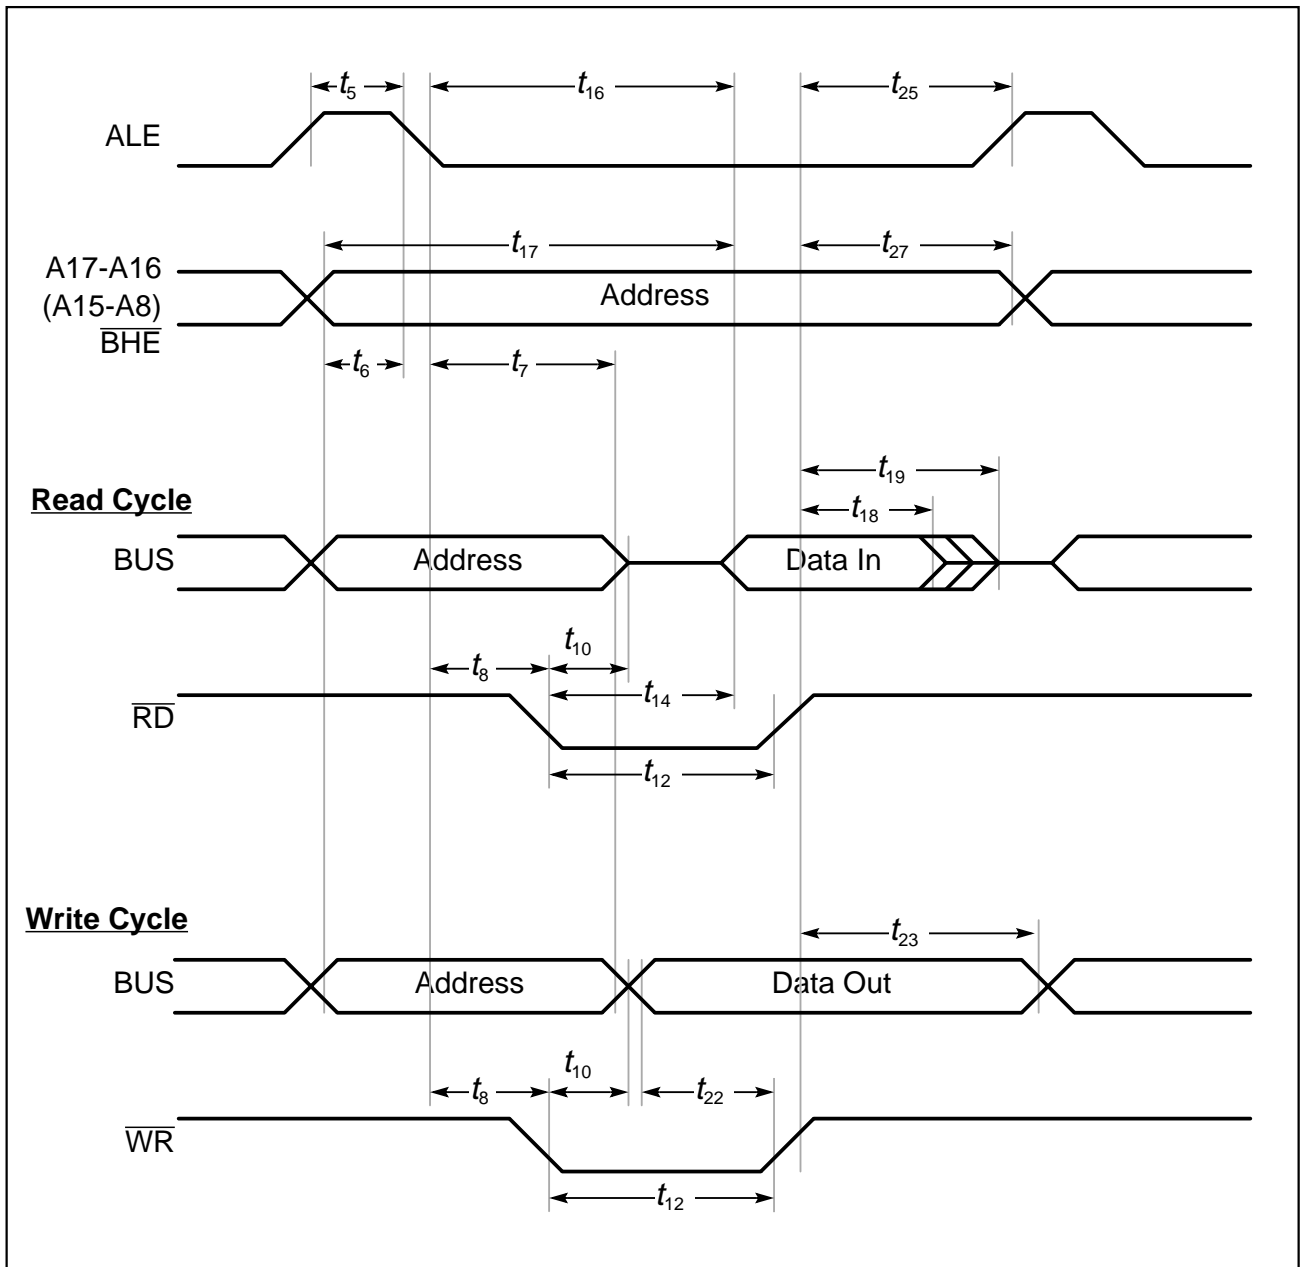 t5 t16 t25
ALE
t17 t27
A17-A16
(A15-A8)
BHE
Address
t6 t7
t19
Read Cycle
t18
BUS Address Data In
t10
t8
t14
RD
t12
Write Cycle
t23
BUS Address Data Out
t10
t8 t22
WR
t12